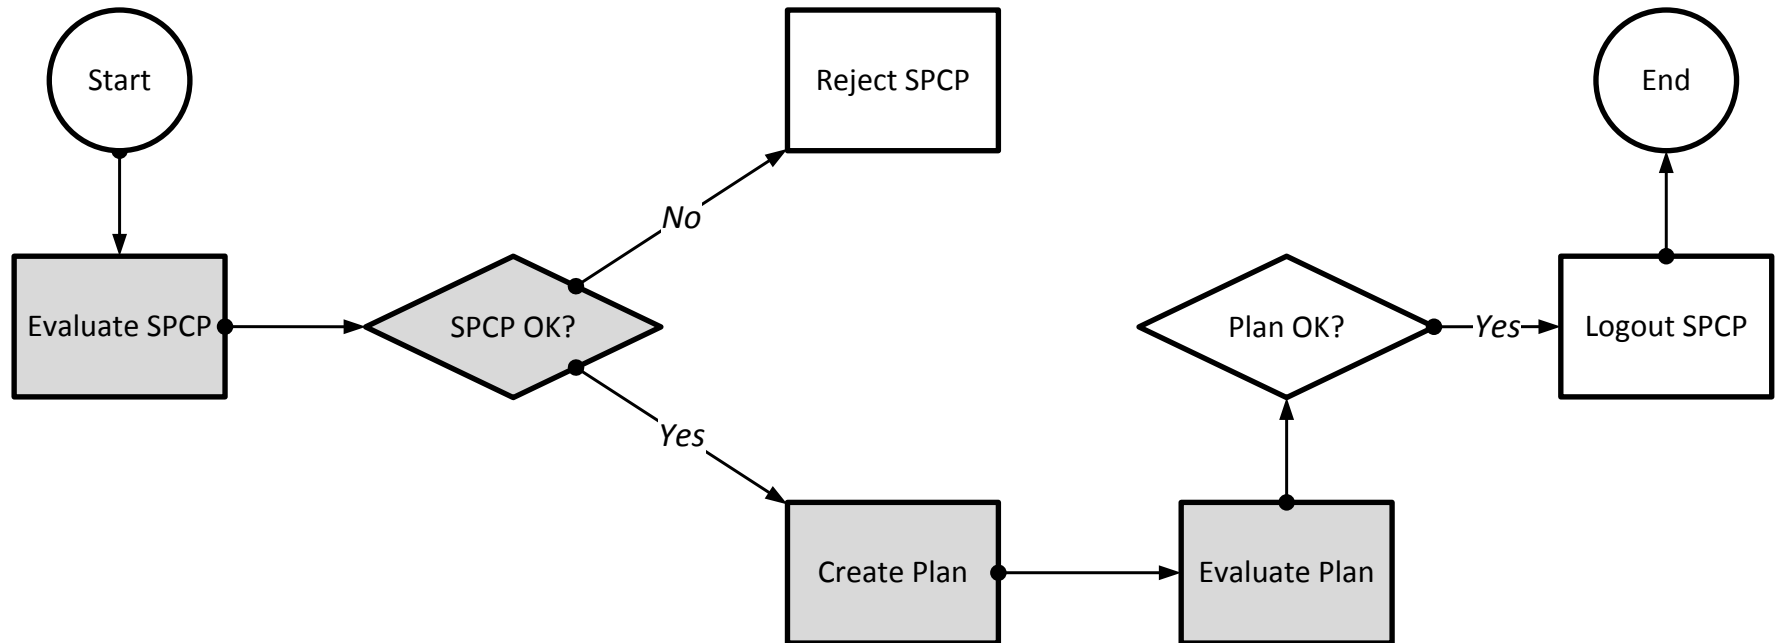 Start
Reject SPCP
End
No
Evaluate SPCP
SPCP OK?
Plan OK?
Yes
Logout SPCP
Yes
Create Plan
Evaluate Plan